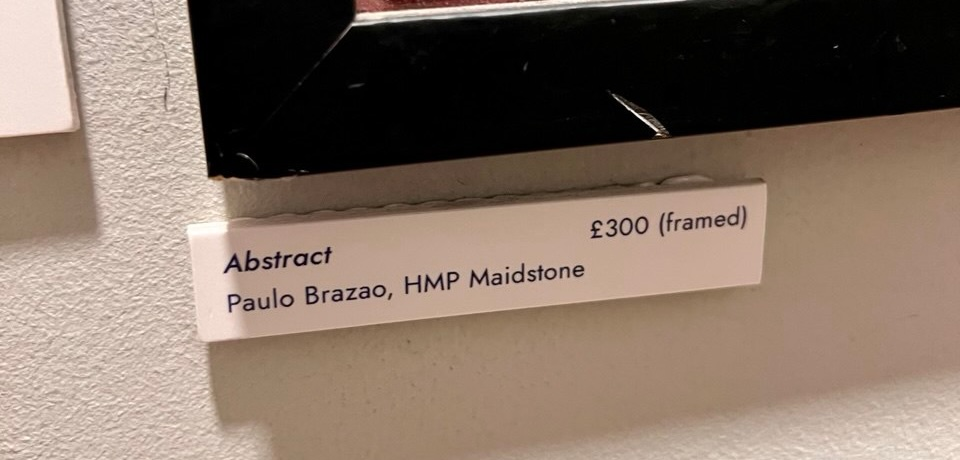 Abstract £300 (framed)
Paulo Brazao, HMP Maidstone